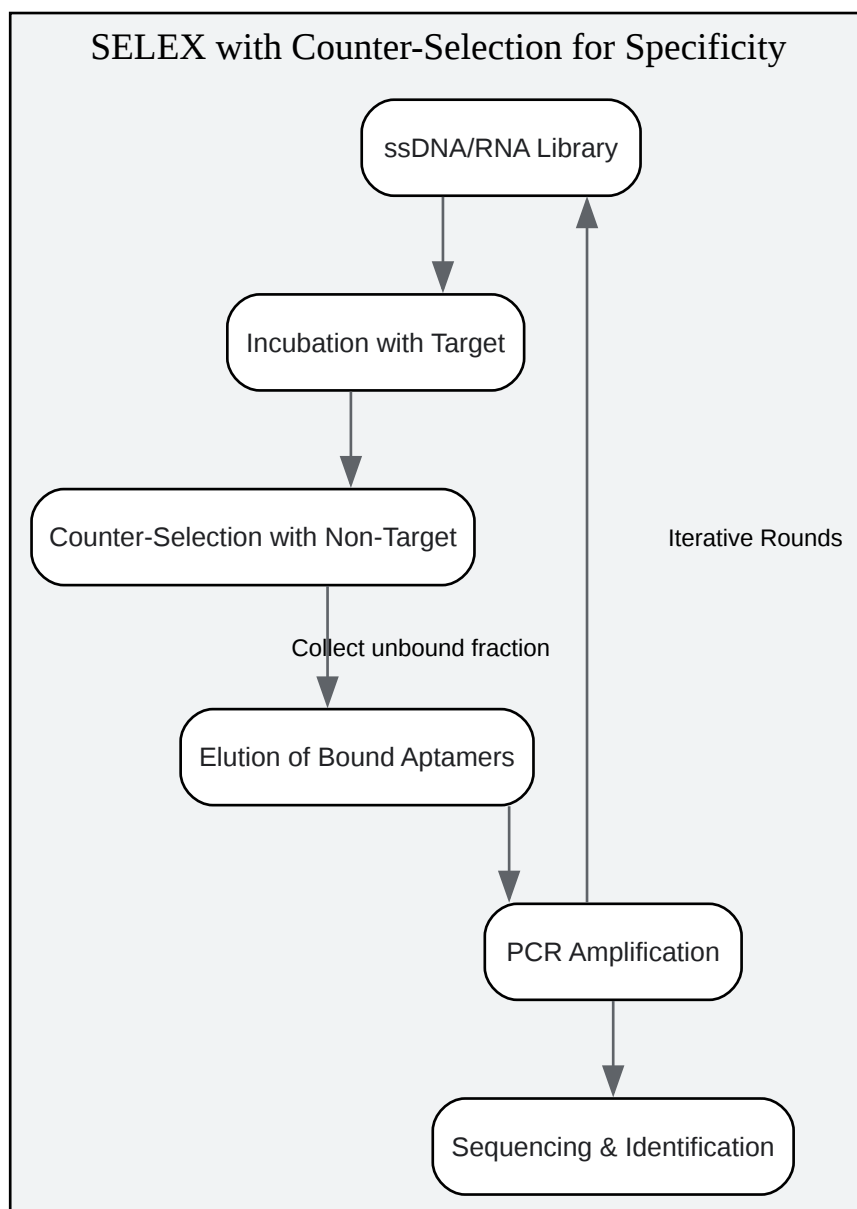 SELEX with Counter-Selection for Specificity
ssDNA/RNA Library
Incubation with Target
Counter-Selection with Non-Target
Iterative Rounds
Collect unbound fraction
Elution of Bound Aptamers
PCR Amplification
Sequencing & Identification